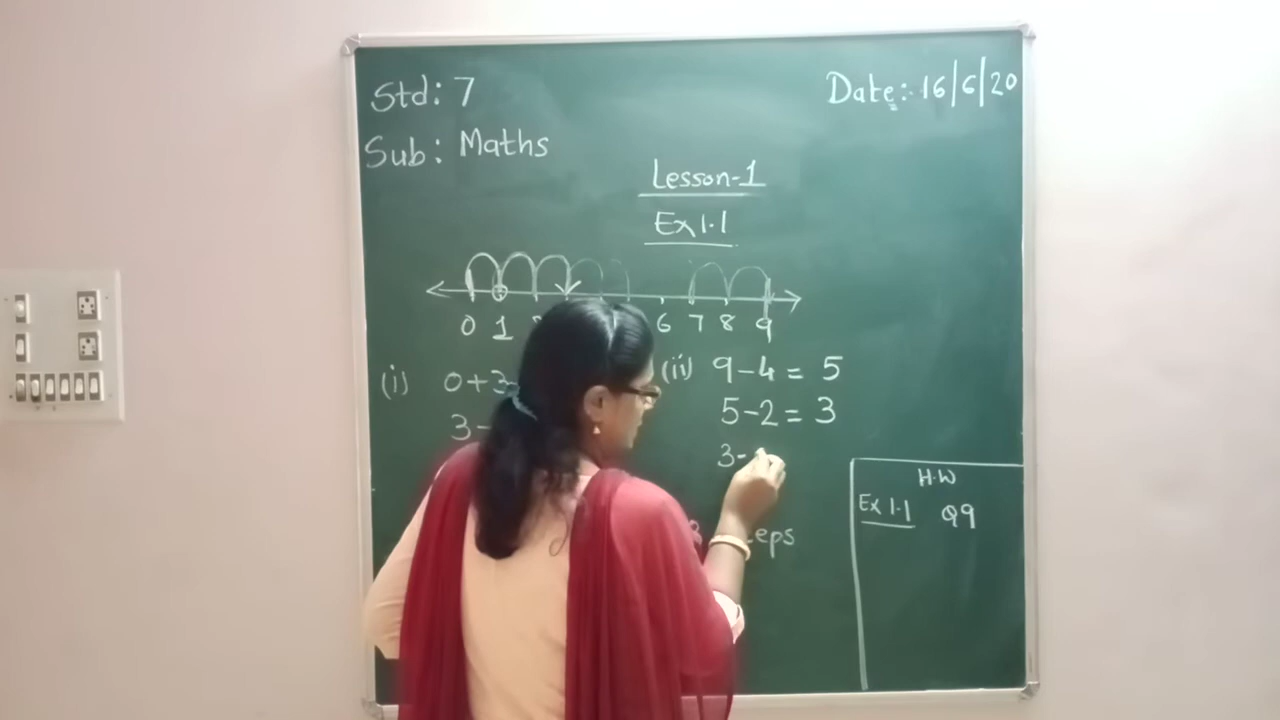 Std: 7
Date: 16/6/20
Sub: Maths
Lesson-1
Ex 1.1
0 1 6 7 8 9
(i) 0+3
3-
(ii) 9-4 = 5
5-2 = 3
3-
H.W
Ex 1.1 Q9